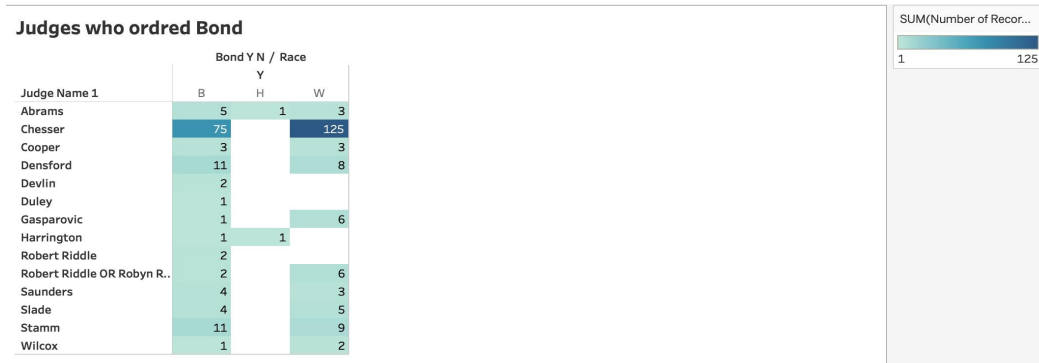 Judges who ordred Bond
SUM(Number of Recor...
1 125
Bond Y N / Race
Y
Judge Name 1 B H W
Abrams 5 1 3
Chesser 75 125
Cooper 3 3
Densford 11 8
Devlin 2
Duley 1
Gasparovic 1 6
Harrington 1 1
Robert Riddle 2
Robert Riddle OR Robyn R.. 2 6
Saunders 4 3
Slade 4 5
Stamm 11 9
Wilcox 1 2